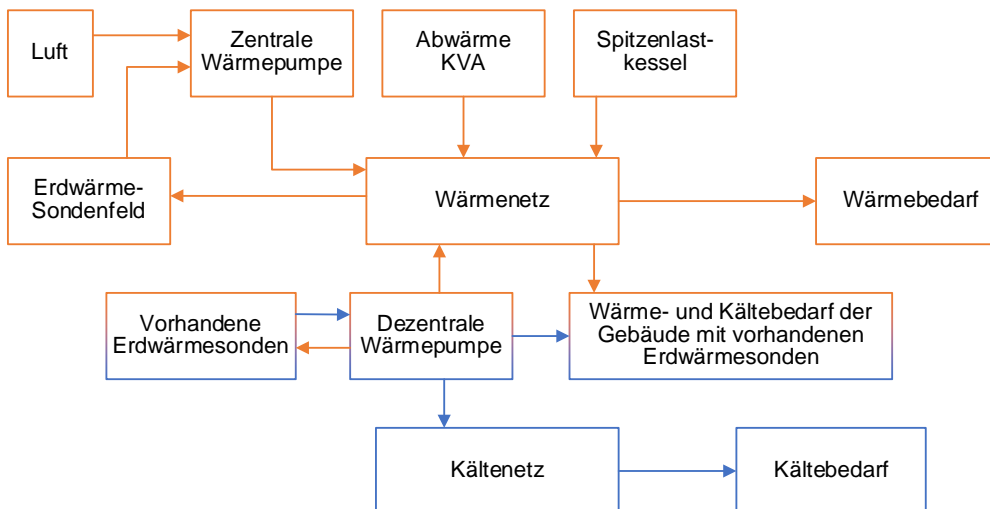 Luft
Zentrale
Wärmepumpe
Abwärme
KVA
Spitzenlast-
kessel
Erdwärme-
Sondenfeld
Wärmenetz
Wärmebedarf
Vorhandene
Erdwärmesonden
Dezentrale
Wärmepumpe
Wärme- und Kältebedarf der
Gebäude mit vorhandenen
Erdwärmesonden
Kältenetz
Kältebedarf